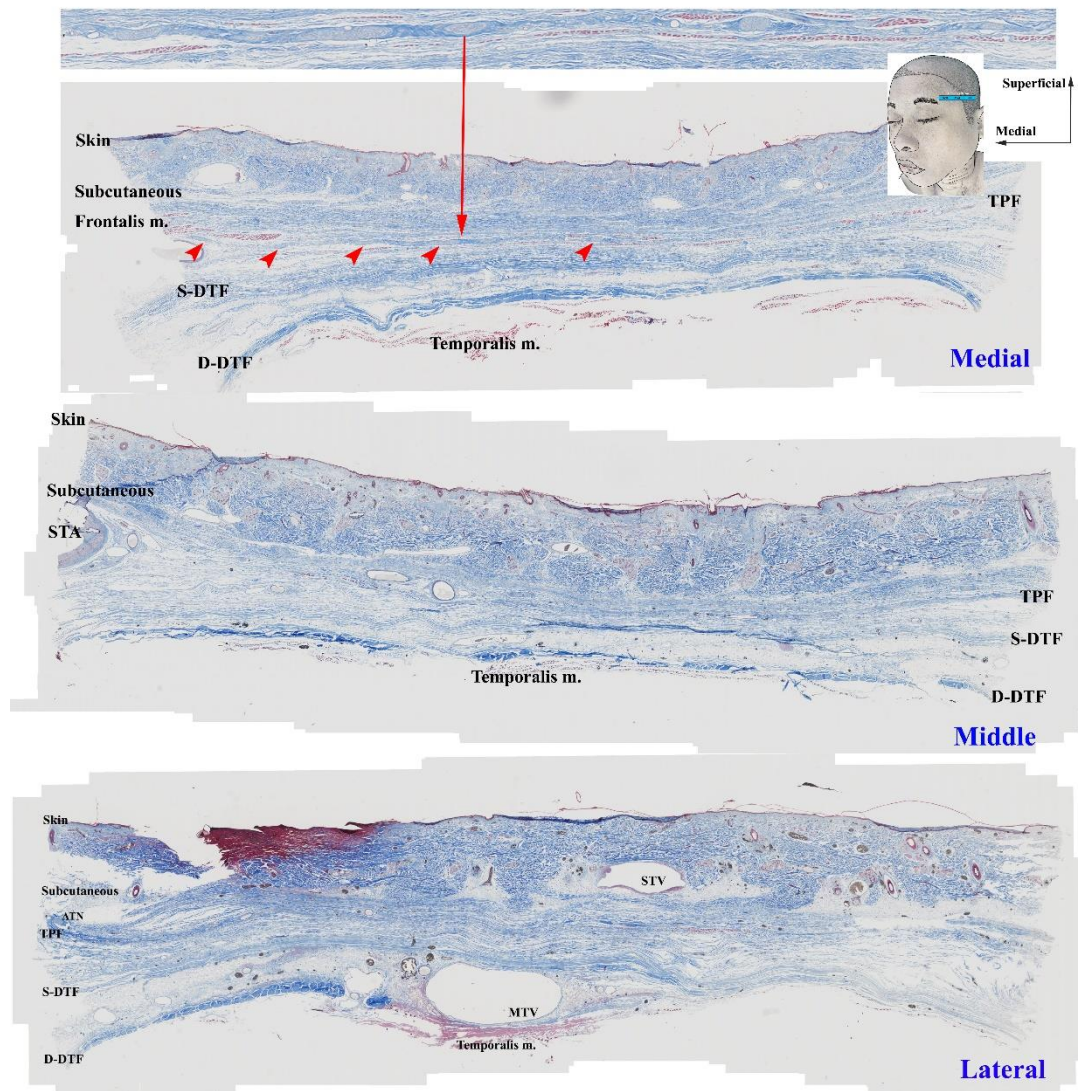 Superficial
Medial
Skin
Subcutaneous
Frontalis m.
TPF
S-DTF
D-DTF
Temporalis m.
Medial
Skin
Subcutaneous
STA
TPF
S-DTF
Temporalis m.
D-DTF
Middle
Skin
STV
Subcutaneous
ATN
TPF
S-DTF
MTV
Temporalis m.
D-DTF
Lateral